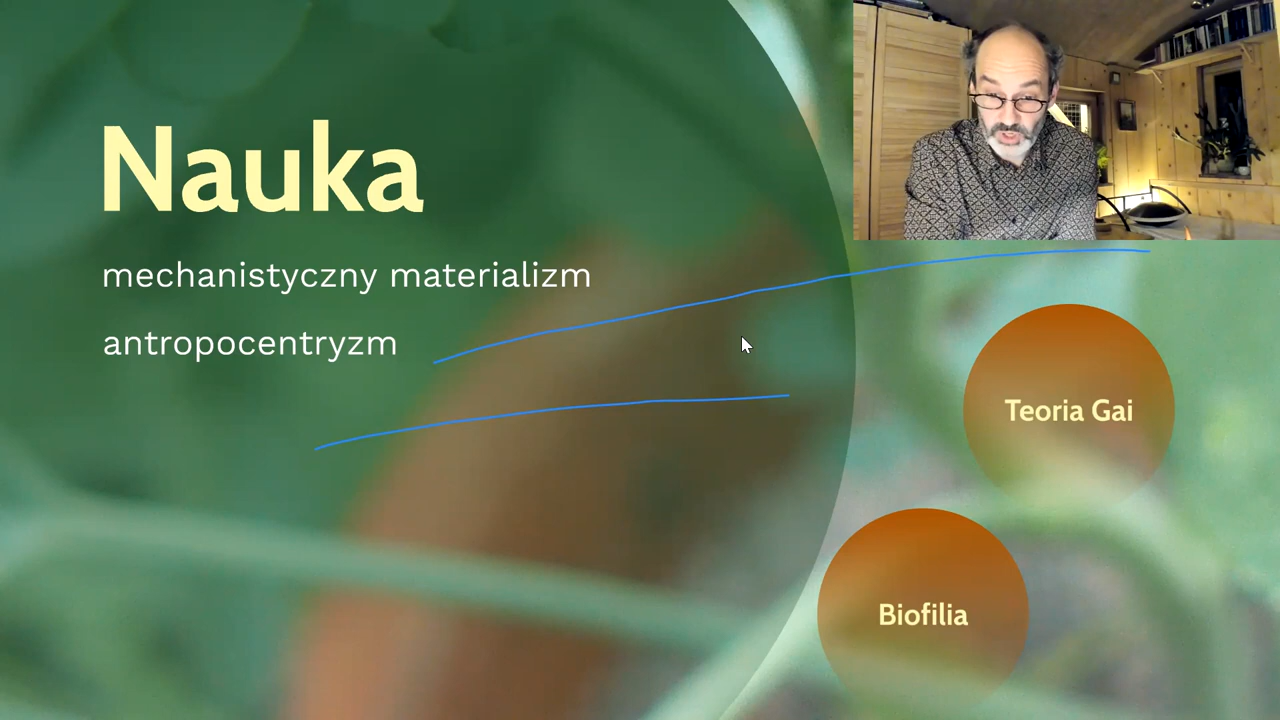 Nauka
mechanistyczny materializm
antropocentryzm
Teoria Gai
Biofilia